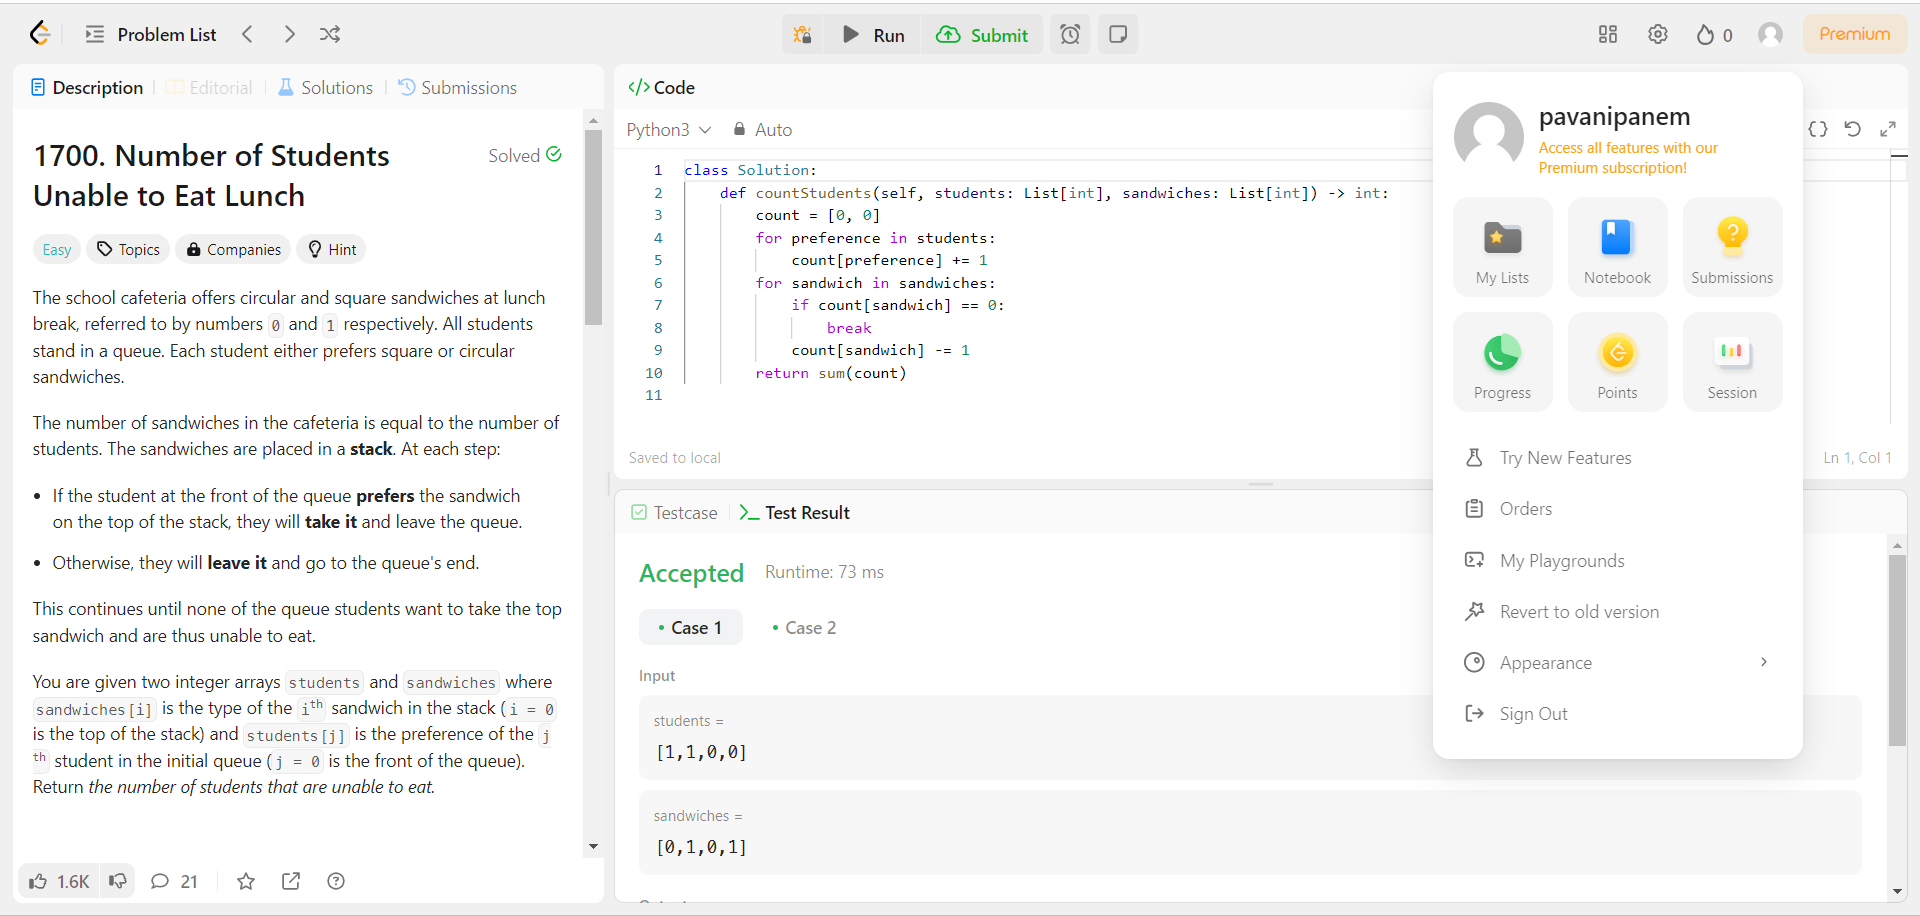 Problem List
Run
Submit
0
Premium
Description
Editorial
Solutions
Submissions
1700. Number of Students
Unable to Eat Lunch
Solved
Easy
Topics
Companies
Hint
The school cafeteria offers circular and square sandwiches at lunch
break, referred to by numbers 0 and 1 respectively. All students
stand in a queue. Each student either prefers square or circular
sandwiches.
The number of sandwiches in the cafeteria is equal to the number of
students. The sandwiches are placed in a stack. At each step:
• If the student at the front of the queue prefers the sandwich
on the top of the stack, they will take it and leave the queue.
• Otherwise, they will leave it and go to the queue's end.
This continues until none of the queue students want to take the top
sandwich and are thus unable to eat.
You are given two integer arrays students and sandwiches where
sandwiches[i] is the type of the ith sandwich in the stack (i = 0
is the top of the stack) and students[j] is the preference of the j
th student in the initial queue (j = 0 is the front of the queue).
Return the number of students that are unable to eat.
1.6K
21
</> Code
Python3
Auto
1 class Solution:
2 def countStudents(self, students: List[int], sandwiches: List[int]) -> int:
3 count = [0, 0]
4 for preference in students:
5 count[preference] += 1
6 for sandwich in sandwiches:
7 if count[sandwich] == 0:
8 break
9 count[sandwich] -= 1
10 return sum(count)
11
Saved to local
Ln 1, Col 1
Testcase
Test Result
Accepted
Runtime: 73 ms
• Case 1
• Case 2
Input
students =
[1,1,0,0]
sandwiches =
[0,1,0,1]
pavanipanem
Access all features with our
Premium subscription!
My Lists
Notebook
Submissions
Progress
Points
Session
Try New Features
Orders
My Playgrounds
Revert to old version
Appearance
Sign Out